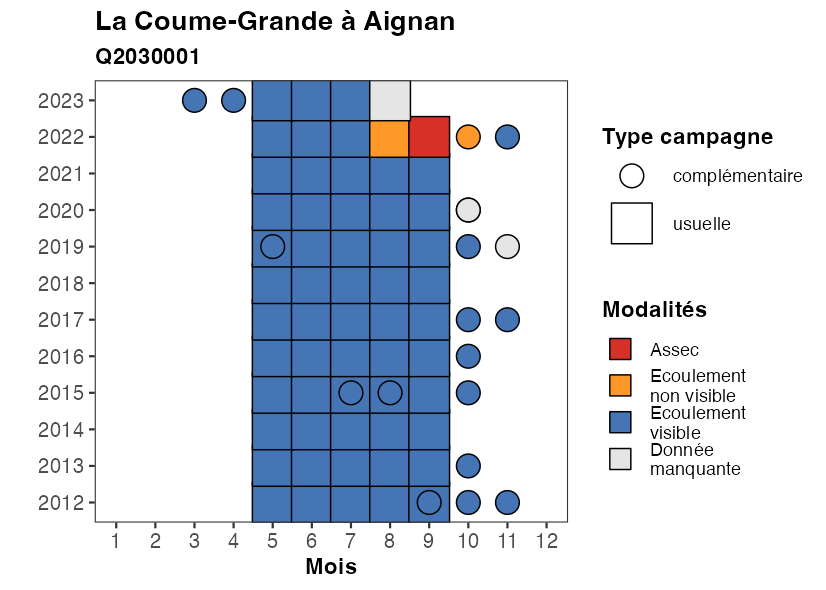 La Coume-Grande à Aignan
Q2030001
2023
2022
2021
2020
2019
2018
2017
2016
2015
2014
2013
2012
1 2 3 4 5 6 7 8 9 10 11 12
Mois
Type campagne
complémentaire
usuelle
Modalités
Assec
Ecoulement
non visible
Ecoulement
visible
Donnée
manquante